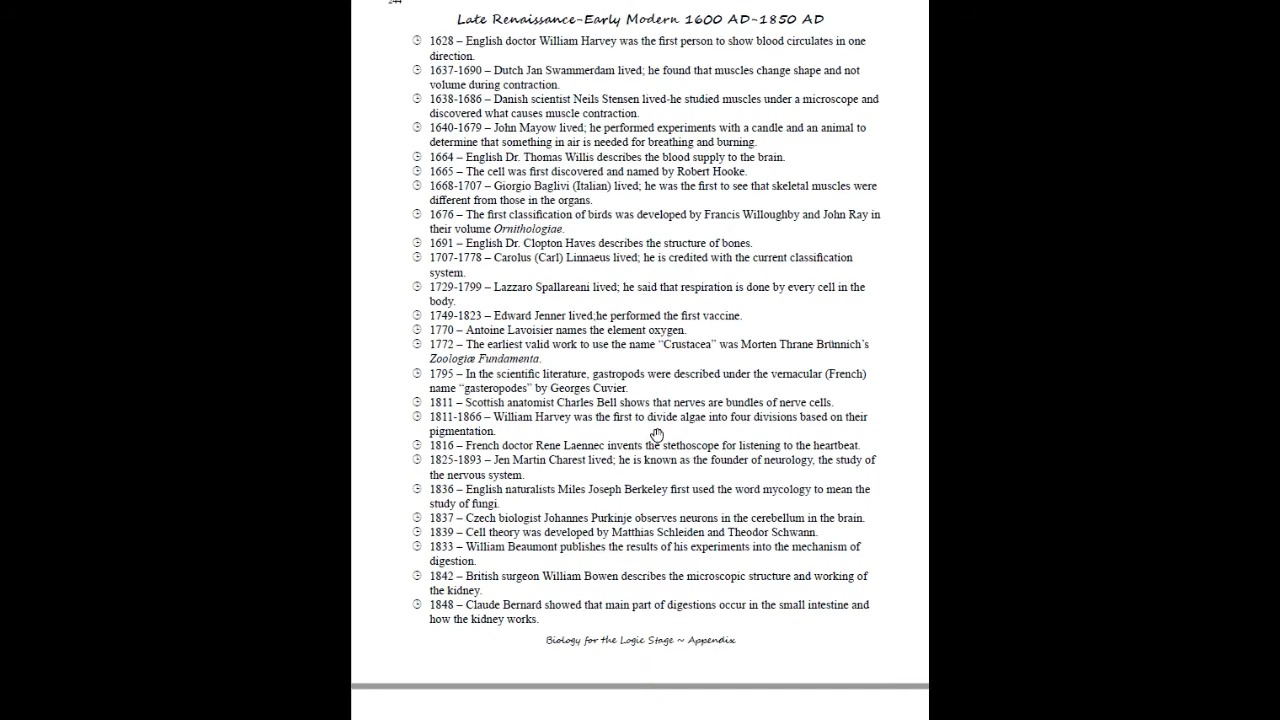 244
Late Renaissance-Early Modern 1600 AD-1850 AD
1628 – English doctor William Harvey was the first person to show blood circulates in one
direction.
1637-1690 – Dutch Jan Swammerdam lived; he found that muscles change shape and not
volume during contraction.
1638-1686 – Danish scientist Neils Stensen lived-he studied muscles under a microscope and
discovered what causes muscle contraction.
1640-1679 – John Mayow lived; he performed experiments with a candle and an animal to
determine that something in air is needed for breathing and burning.
1664 – English Dr. Thomas Willis describes the blood supply to the brain.
1665 – The cell was first discovered and named by Robert Hooke.
1668-1707 – Giorgio Baglivi (Italian) lived; he was the first to see that skeletal muscles were
different from those in the organs.
1676 – The first classification of birds was developed by Francis Willoughby and John Ray in
their volume Ornithologiae.
1691 – English Dr. Clopton Haves describes the structure of bones.
1707-1778 – Carolus (Carl) Linnaeus lived; he is credited with the current classification
system.
1729-1799 – Lazzaro Spallareani lived; he said that respiration is done by every cell in the
body.
1749-1823 – Edward Jenner lived;he performed the first vaccine.
1770 – Antoine Lavoisier names the element oxygen.
1772 – The earliest valid work to use the name “Crustacea” was Morten Thrane Brünnich’s
Zoologiæ Fundamenta.
1795 – In the scientific literature, gastropods were described under the vernacular (French)
name “gasteropodes” by Georges Cuvier.
1811 – Scottish anatomist Charles Bell shows that nerves are bundles of nerve cells.
1811-1866 – William Harvey was the first to divide algae into four divisions based on their
pigmentation.
1816 – French doctor Rene Laennec invents the stethoscope for listening to the heartbeat.
1825-1893 – Jen Martin Charest lived; he is known as the founder of neurology, the study of
the nervous system.
1836 – English naturalists Miles Joseph Berkeley first used the word mycology to mean the
study of fungi.
1837 – Czech biologist Johannes Purkinje observes neurons in the cerebellum in the brain.
1839 – Cell theory was developed by Matthias Schleiden and Theodor Schwann.
1833 – William Beaumont publishes the results of his experiments into the mechanism of
digestion.
1842 – British surgeon William Bowen describes the microscopic structure and working of
the kidney.
1848 – Claude Bernard showed that main part of digestions occur in the small intestine and
how the kidney works.
Biology for the Logic Stage ~ Appendix